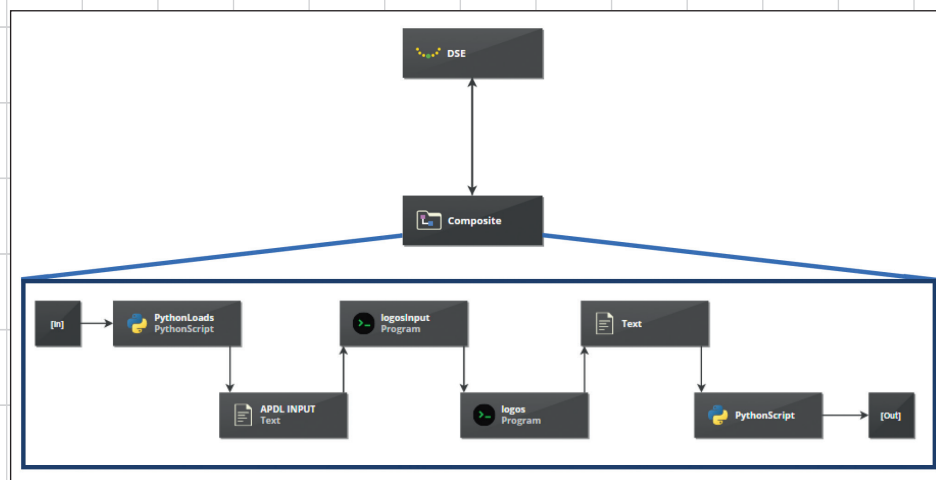 DSE
Composite
[In]
PythonLoads
PythonScript
APDL INPUT
Text
logosInput
Program
logos
Program
Text
PythonScript
[Out]